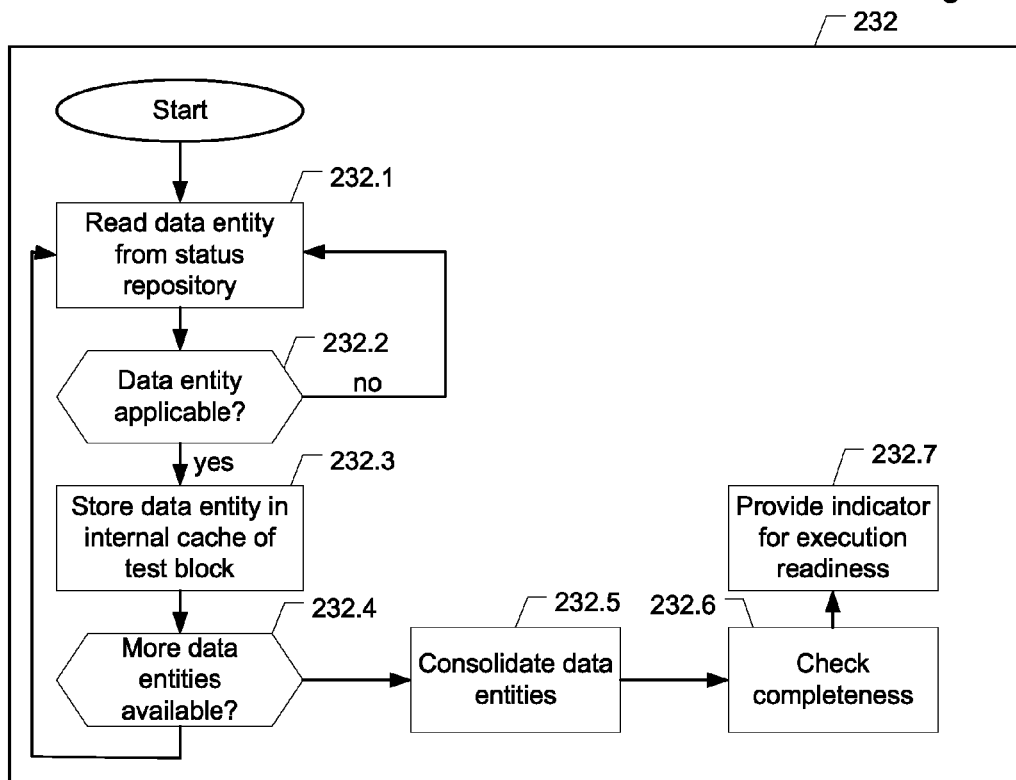 232
Start
232.1
Read data entity
from status
repository
232.2
Data entity
applicable?
no
yes
232.3
Store data entity in
internal cache of
test block
232.4
More data
entities
available?
232.5
Consolidate data
entities
232.6
Check
completeness
232.7
Provide indicator
for execution
readiness